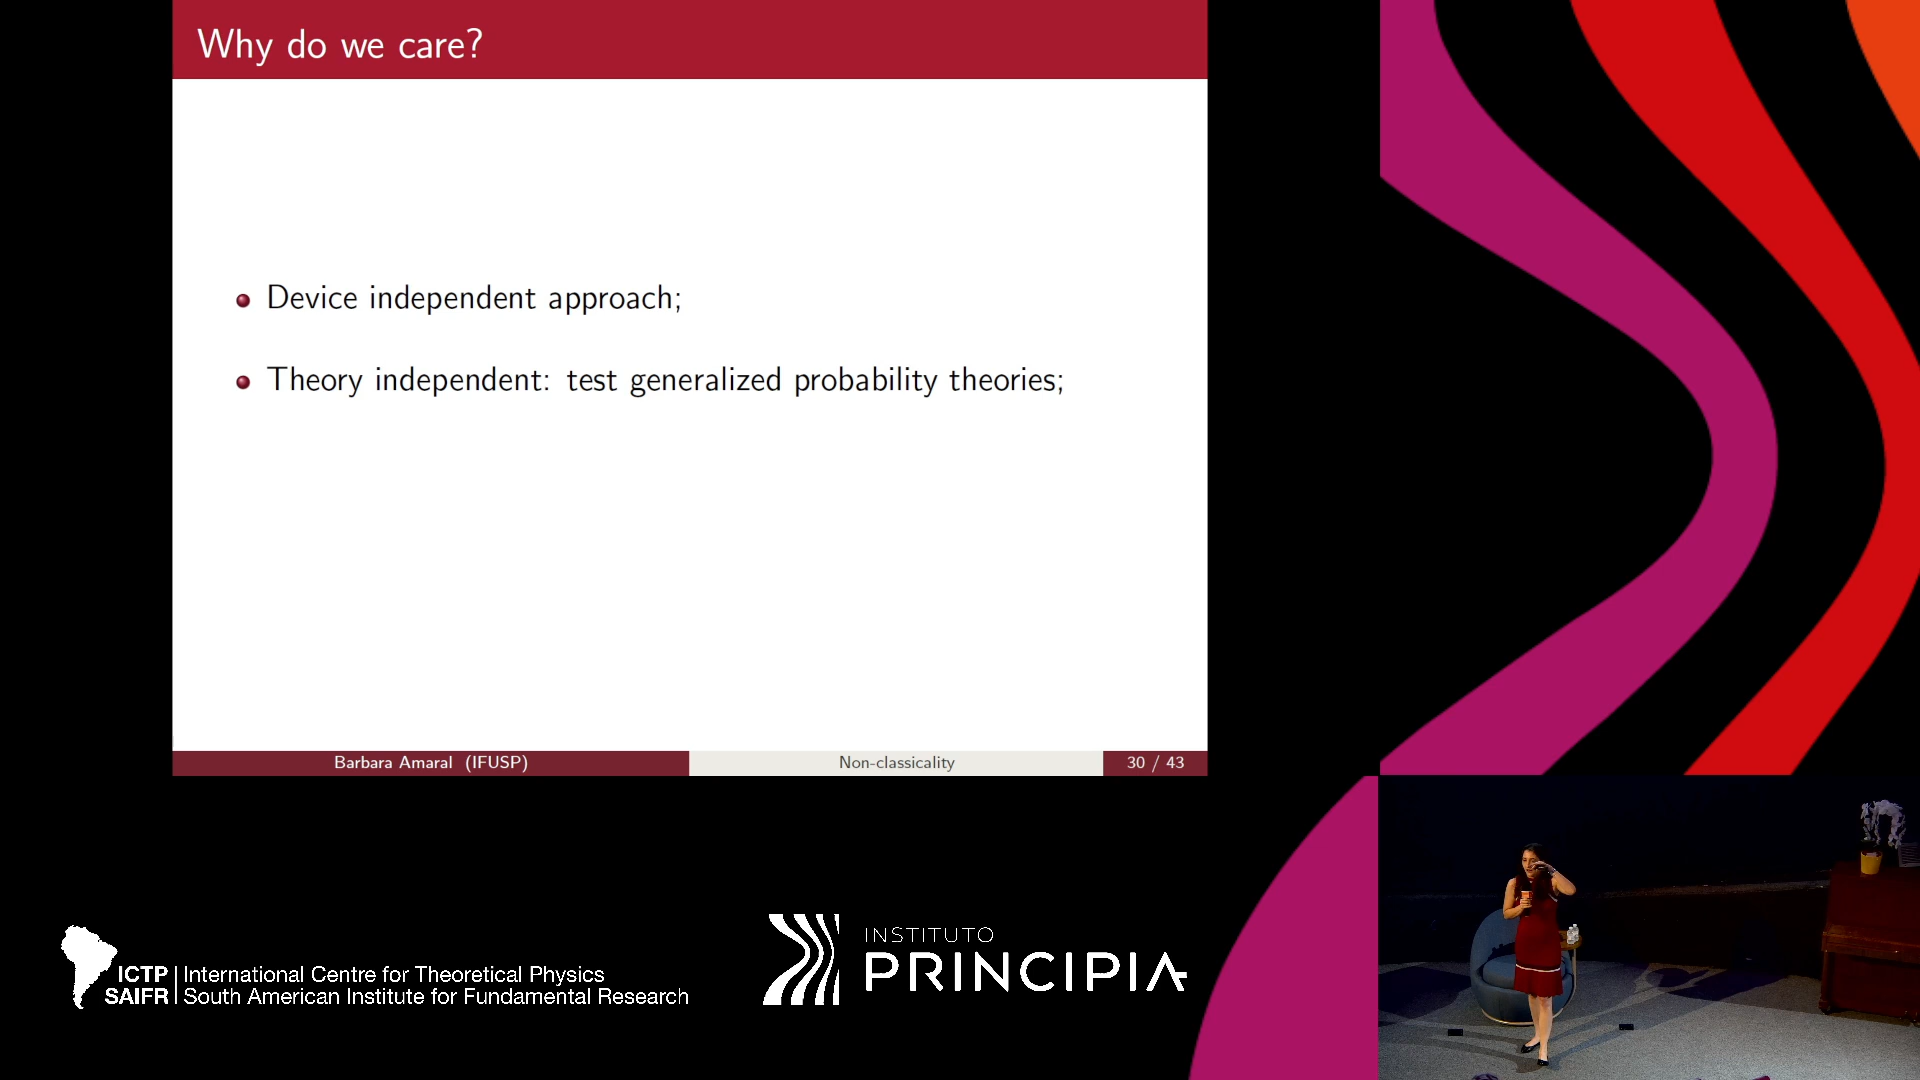 Why do we care?
Device independent approach;
Theory independent: test generalized probability theories;
Barbara Amaral (IFUSP)
Non-classicality
30 / 43
ICTP
SAIFR
International Centre for Theoretical Physics
South American Institute for Fundamental Research
INSTITUTO
PRINCIPIA